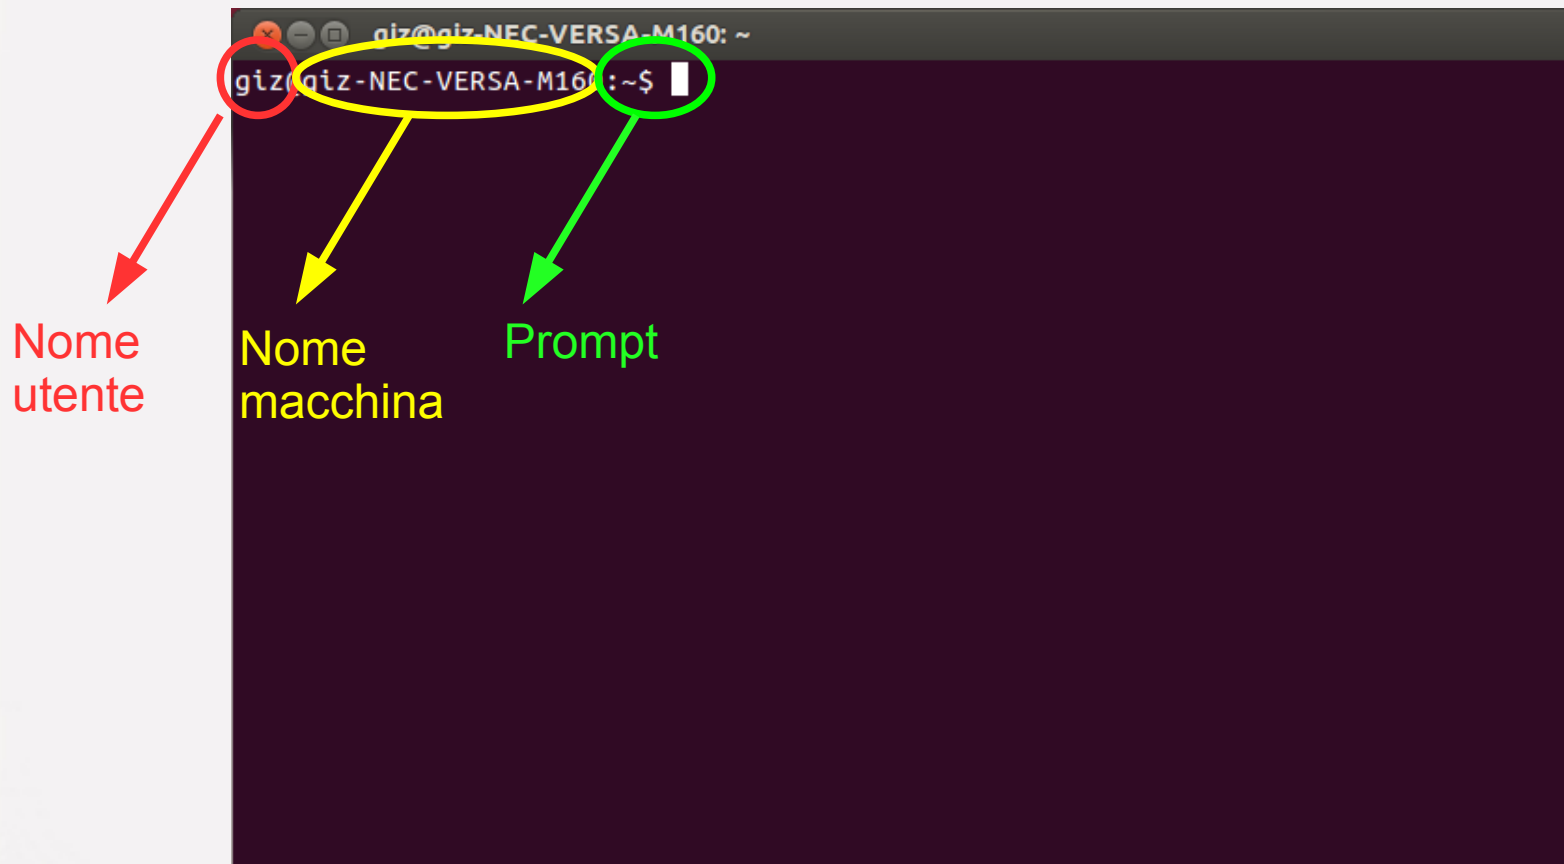 giz@giz-NEC-VERSA-M160: ~
giz@giz-NEC-VERSA-M160:~$
Nome
utente
Nome
macchina
Prompt